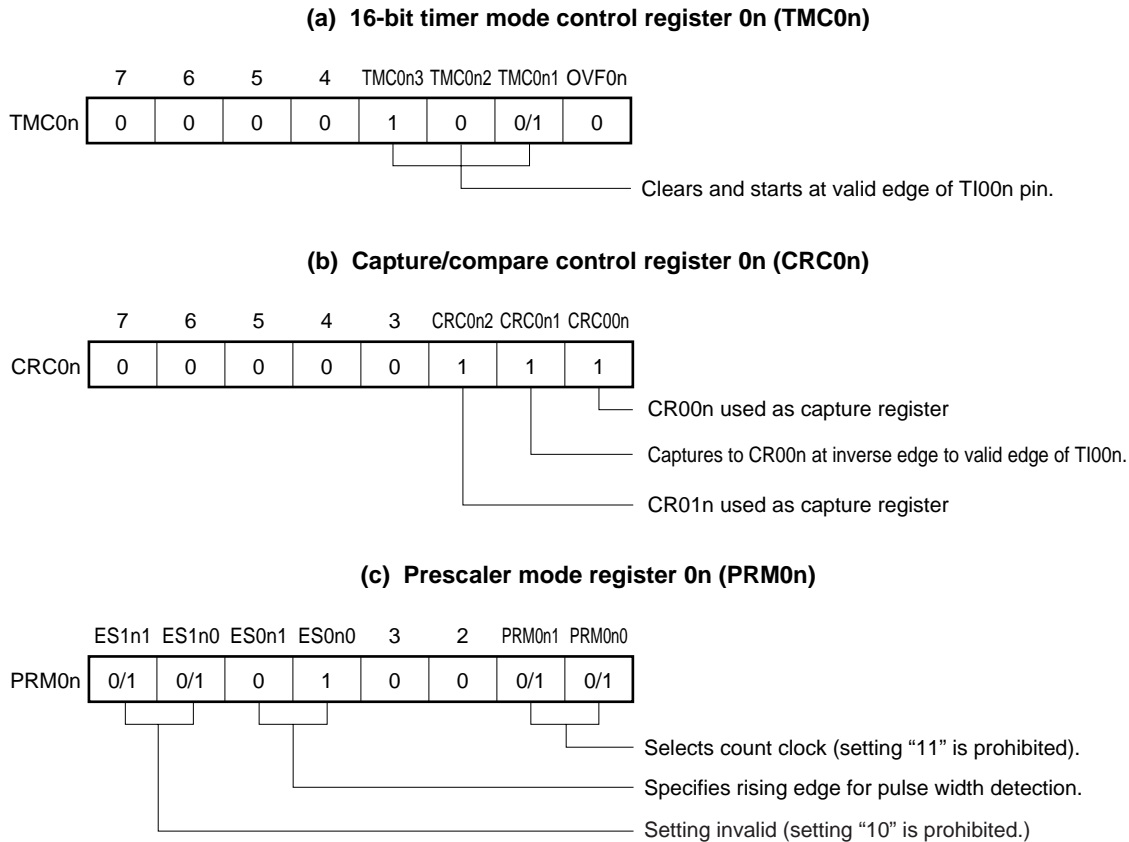 (a) 16-bit timer mode control register 0n (TMC0n)
7 6 5 4 TMC0n3 TMC0n2 TMC0n1 OVF0n
TMC0n 0 0 0 0 1 0 0/1 0
Clears and starts at valid edge of TI00n pin.
(b) Capture/compare control register 0n (CRC0n)
7 6 5 4 3 CRC0n2 CRC0n1 CRC00n
CRC0n 0 0 0 0 0 1 1 1
CR00n used as capture register
Captures to CR00n at inverse edge to valid edge of TI00n.
CR01n used as capture register
(c) Prescaler mode register 0n (PRM0n)
ES1n1 ES1n0 ES0n1 ES0n0 3 2 PRM0n1 PRM0n0
PRM0n 0/1 0/1 0 1 0 0 0/1 0/1
Selects count clock (setting “11” is prohibited).
Specifies rising edge for pulse width detection.
Setting invalid (setting “10” is prohibited.)